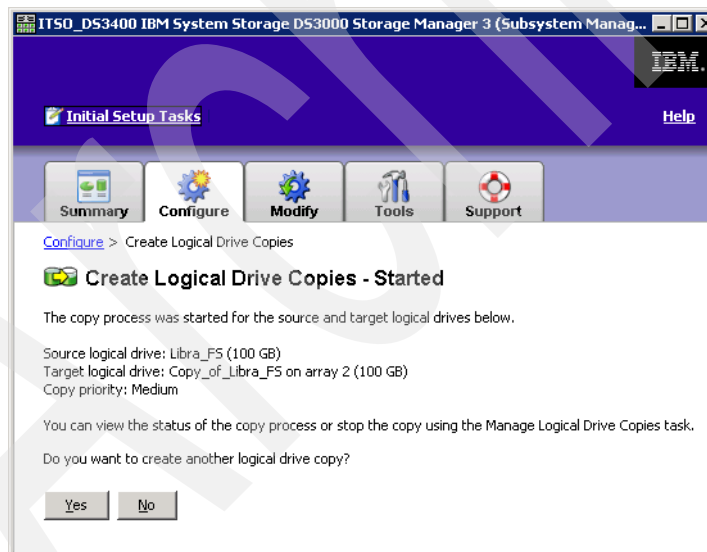 ITSO_DS3400 IBM System Storage DS3000 Storage Manager 3 (Subsystem Manag...
IBM.
Initial Setup Tasks
Help
Summary
Configure
Modify
Tools
Support
Configure > Create Logical Drive Copies
Create Logical Drive Copies - Started
The copy process was started for the source and target logical drives below.
Source logical drive: Libra_FS (100 GB)
Target logical drive: Copy_of_Libra_FS on array 2 (100 GB)
Copy priority: Medium
You can view the status of the copy process or stop the copy using the Manage Logical Drive Copies task.
Do you want to create another logical drive copy?
Yes
No